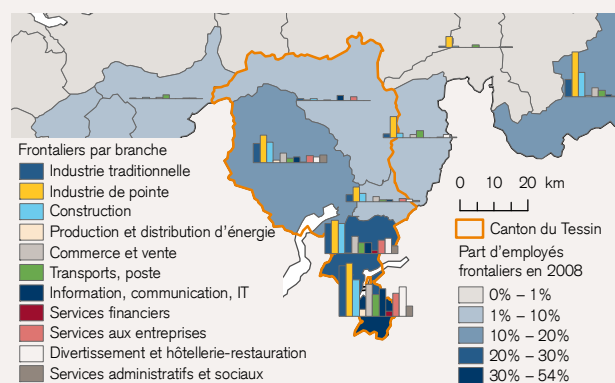 Frontaliers par branche
Industrie traditionnelle
Industrie de pointe
Construction
Production et distribution d'énergie
Commerce et vente
Transports, poste
Information, communication, IT
Services financiers
Services aux entreprises
Divertissement et hôtellerie-restauration
Services administratifs et sociaux
0 10 20 km
Canton du Tessin
Part d'employés
frontaliers en 2008
0% – 1%
1% – 10%
10% – 20%
20% – 30%
30% – 54%